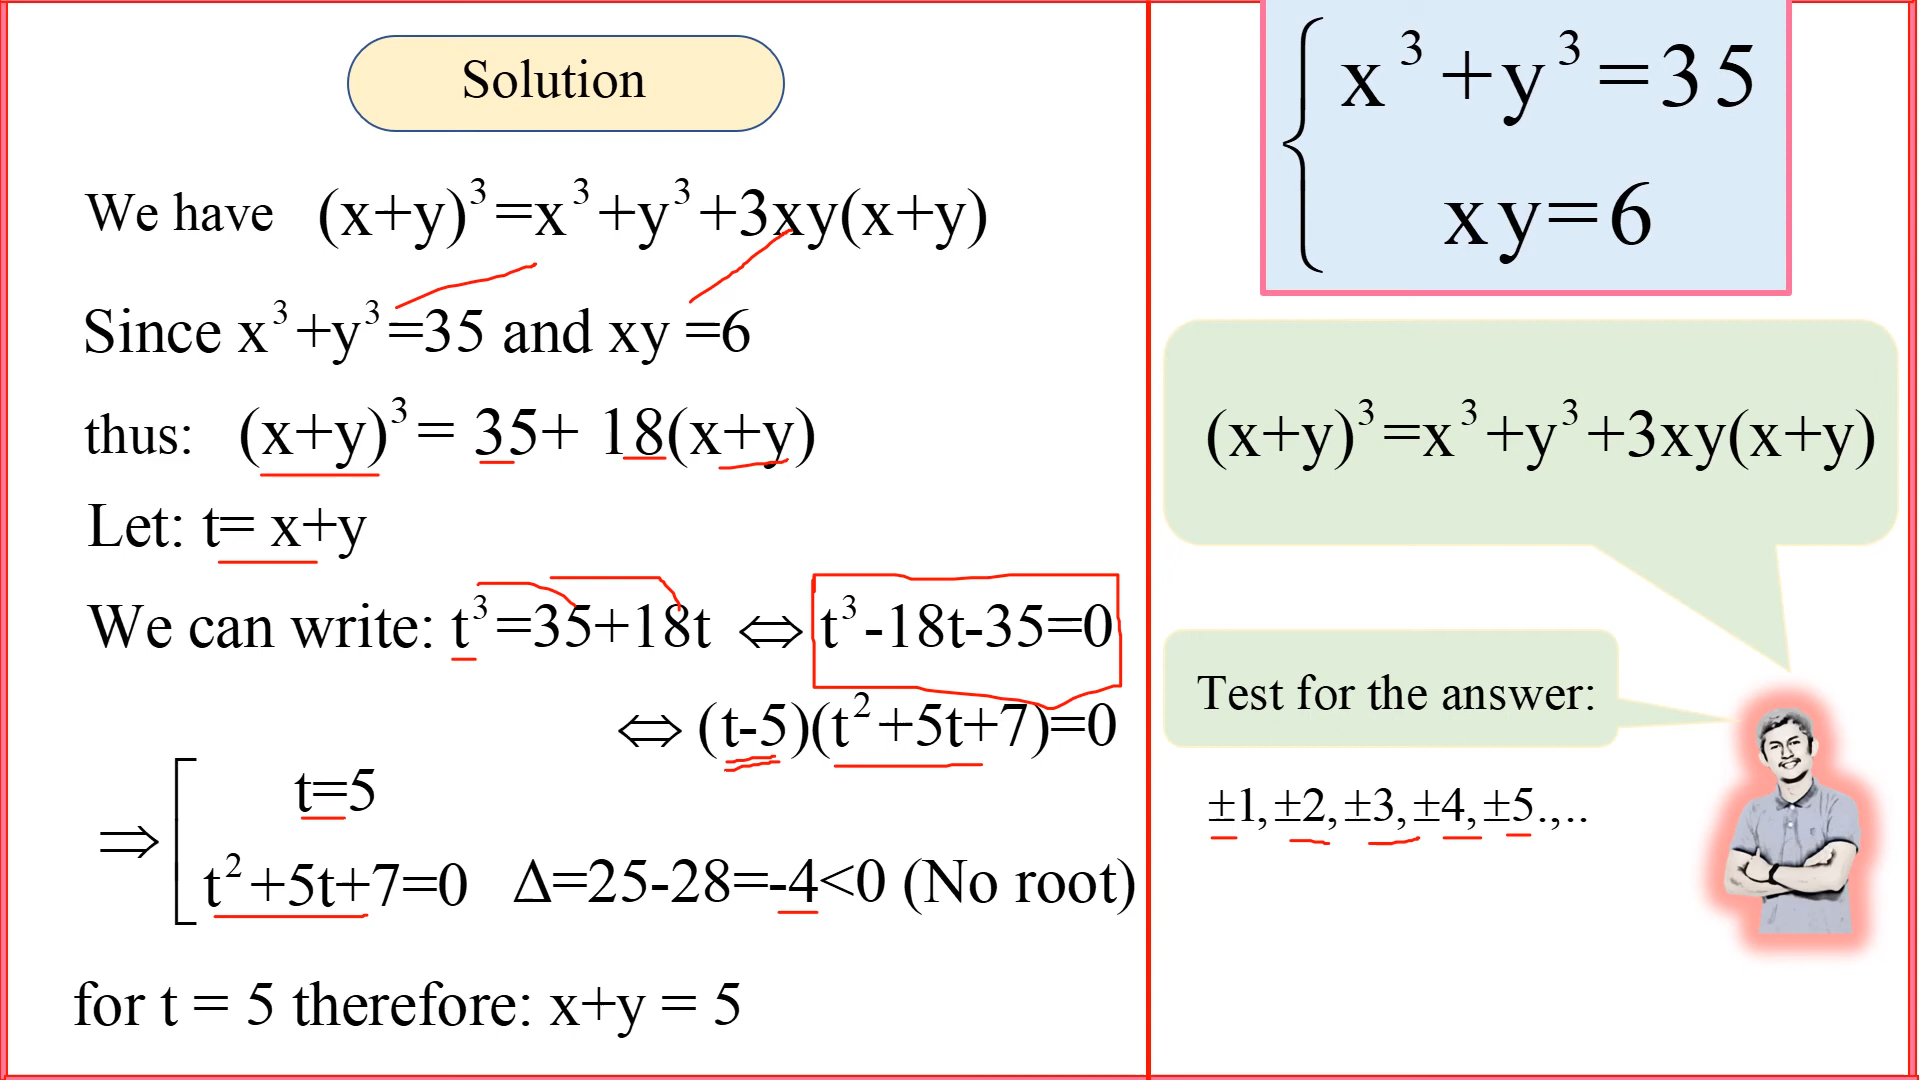 Solution
We have (x+y)³=x³+y³+3xy(x+y)
Since x³+y³=35 and xy =6
thus: (x+y)³= 35+ 18(x+y)
Let: t= x+y
We can write: t³=35+18t ⇔ t³-18t-35=0
⇔ (t-5)(t²+5t+7)=0
⇒ [ t=5
t²+5t+7=0 Δ=25-28=-4<0 (No root)
for t = 5 therefore: x+y = 5
{ x³+y³=35
xy=6
(x+y)³=x³+y³+3xy(x+y)
Test for the answer:
±1,±2,±3,±4,±5.,..